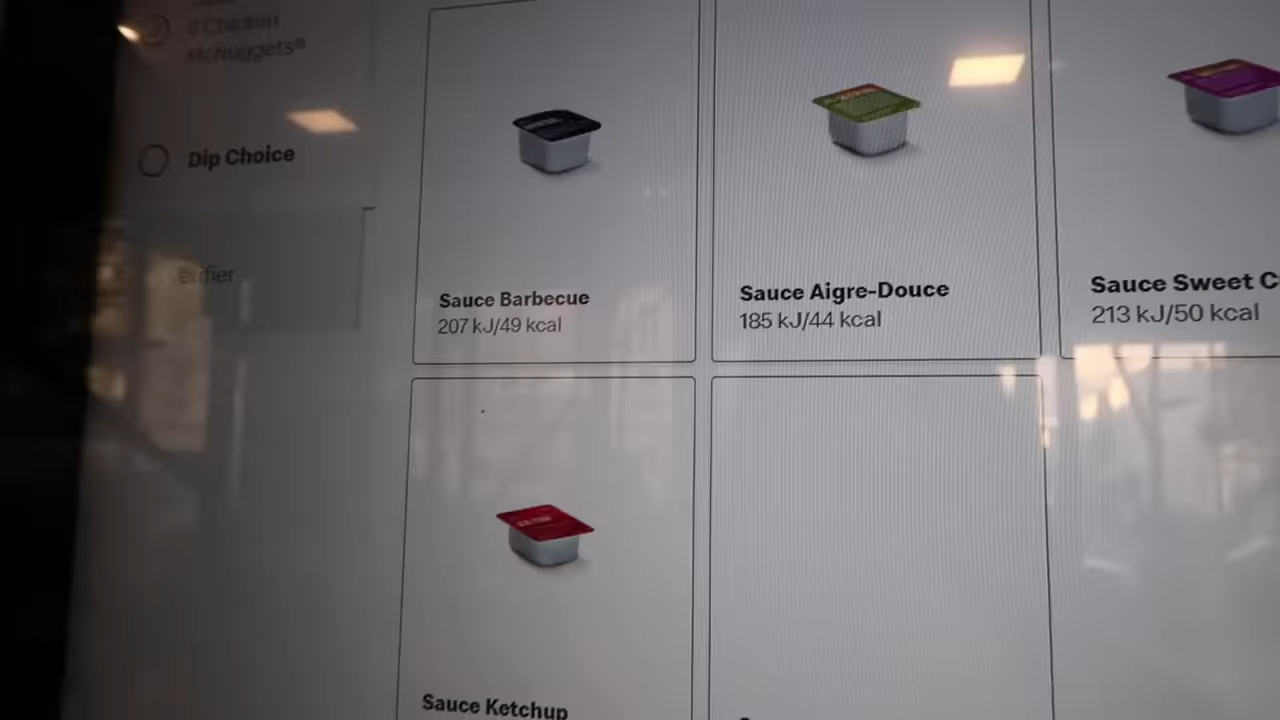 McNuggets®
Dip Choice
Sauce Barbecue
207 kJ/49 kcal
Sauce Aigre-Douce
185 kJ/44 kcal
Sauce Sweet C
213 kJ/50 kcal
Sauce Ketchup